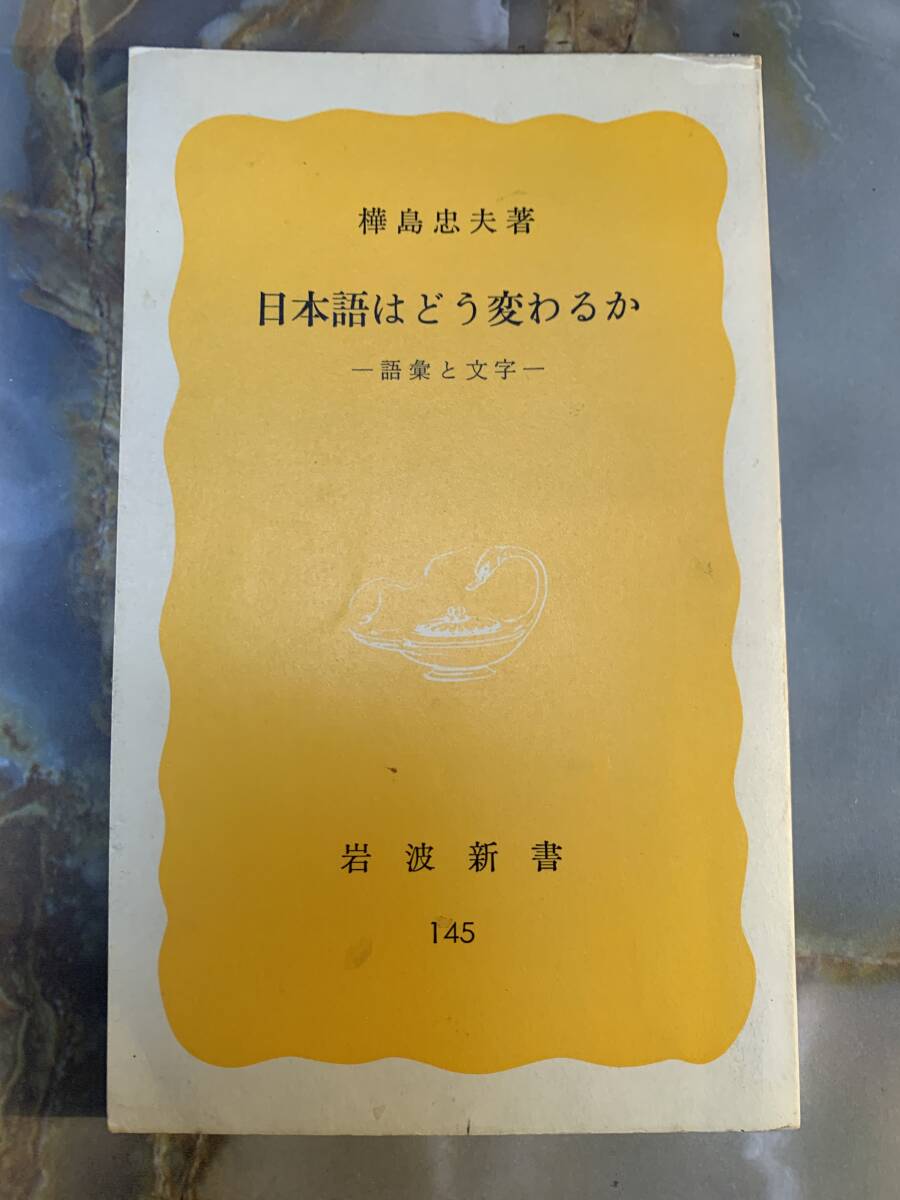 樺島忠夫著
日本語はどう変わるか
―語彙と文字―
岩波新書
145